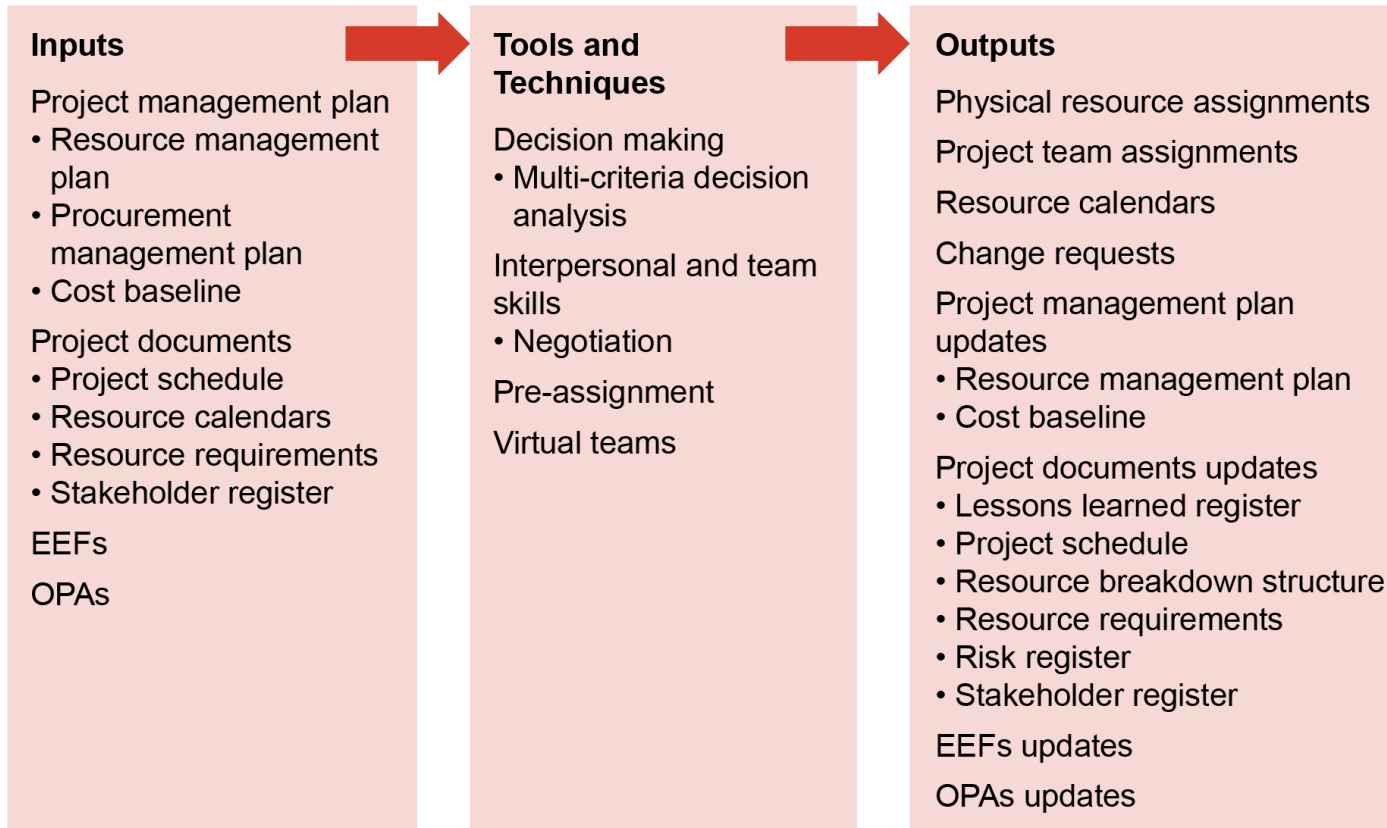 Inputs
Project management plan
• Resource management
plan
• Procurement
management plan
• Cost baseline
Project documents
• Project schedule
• Resource calendars
• Resource requirements
• Stakeholder register
EEFs
OPAs
Tools and
Techniques
Decision making
• Multi-criteria decision
analysis
Interpersonal and team
skills
• Negotiation
Pre-assignment
Virtual teams
Outputs
Physical resource assignments
Project team assignments
Resource calendars
Change requests
Project management plan
updates
• Resource management plan
• Cost baseline
Project documents updates
• Lessons learned register
• Project schedule
• Resource breakdown structure
• Resource requirements
• Risk register
• Stakeholder register
EEFs updates
OPAs updates